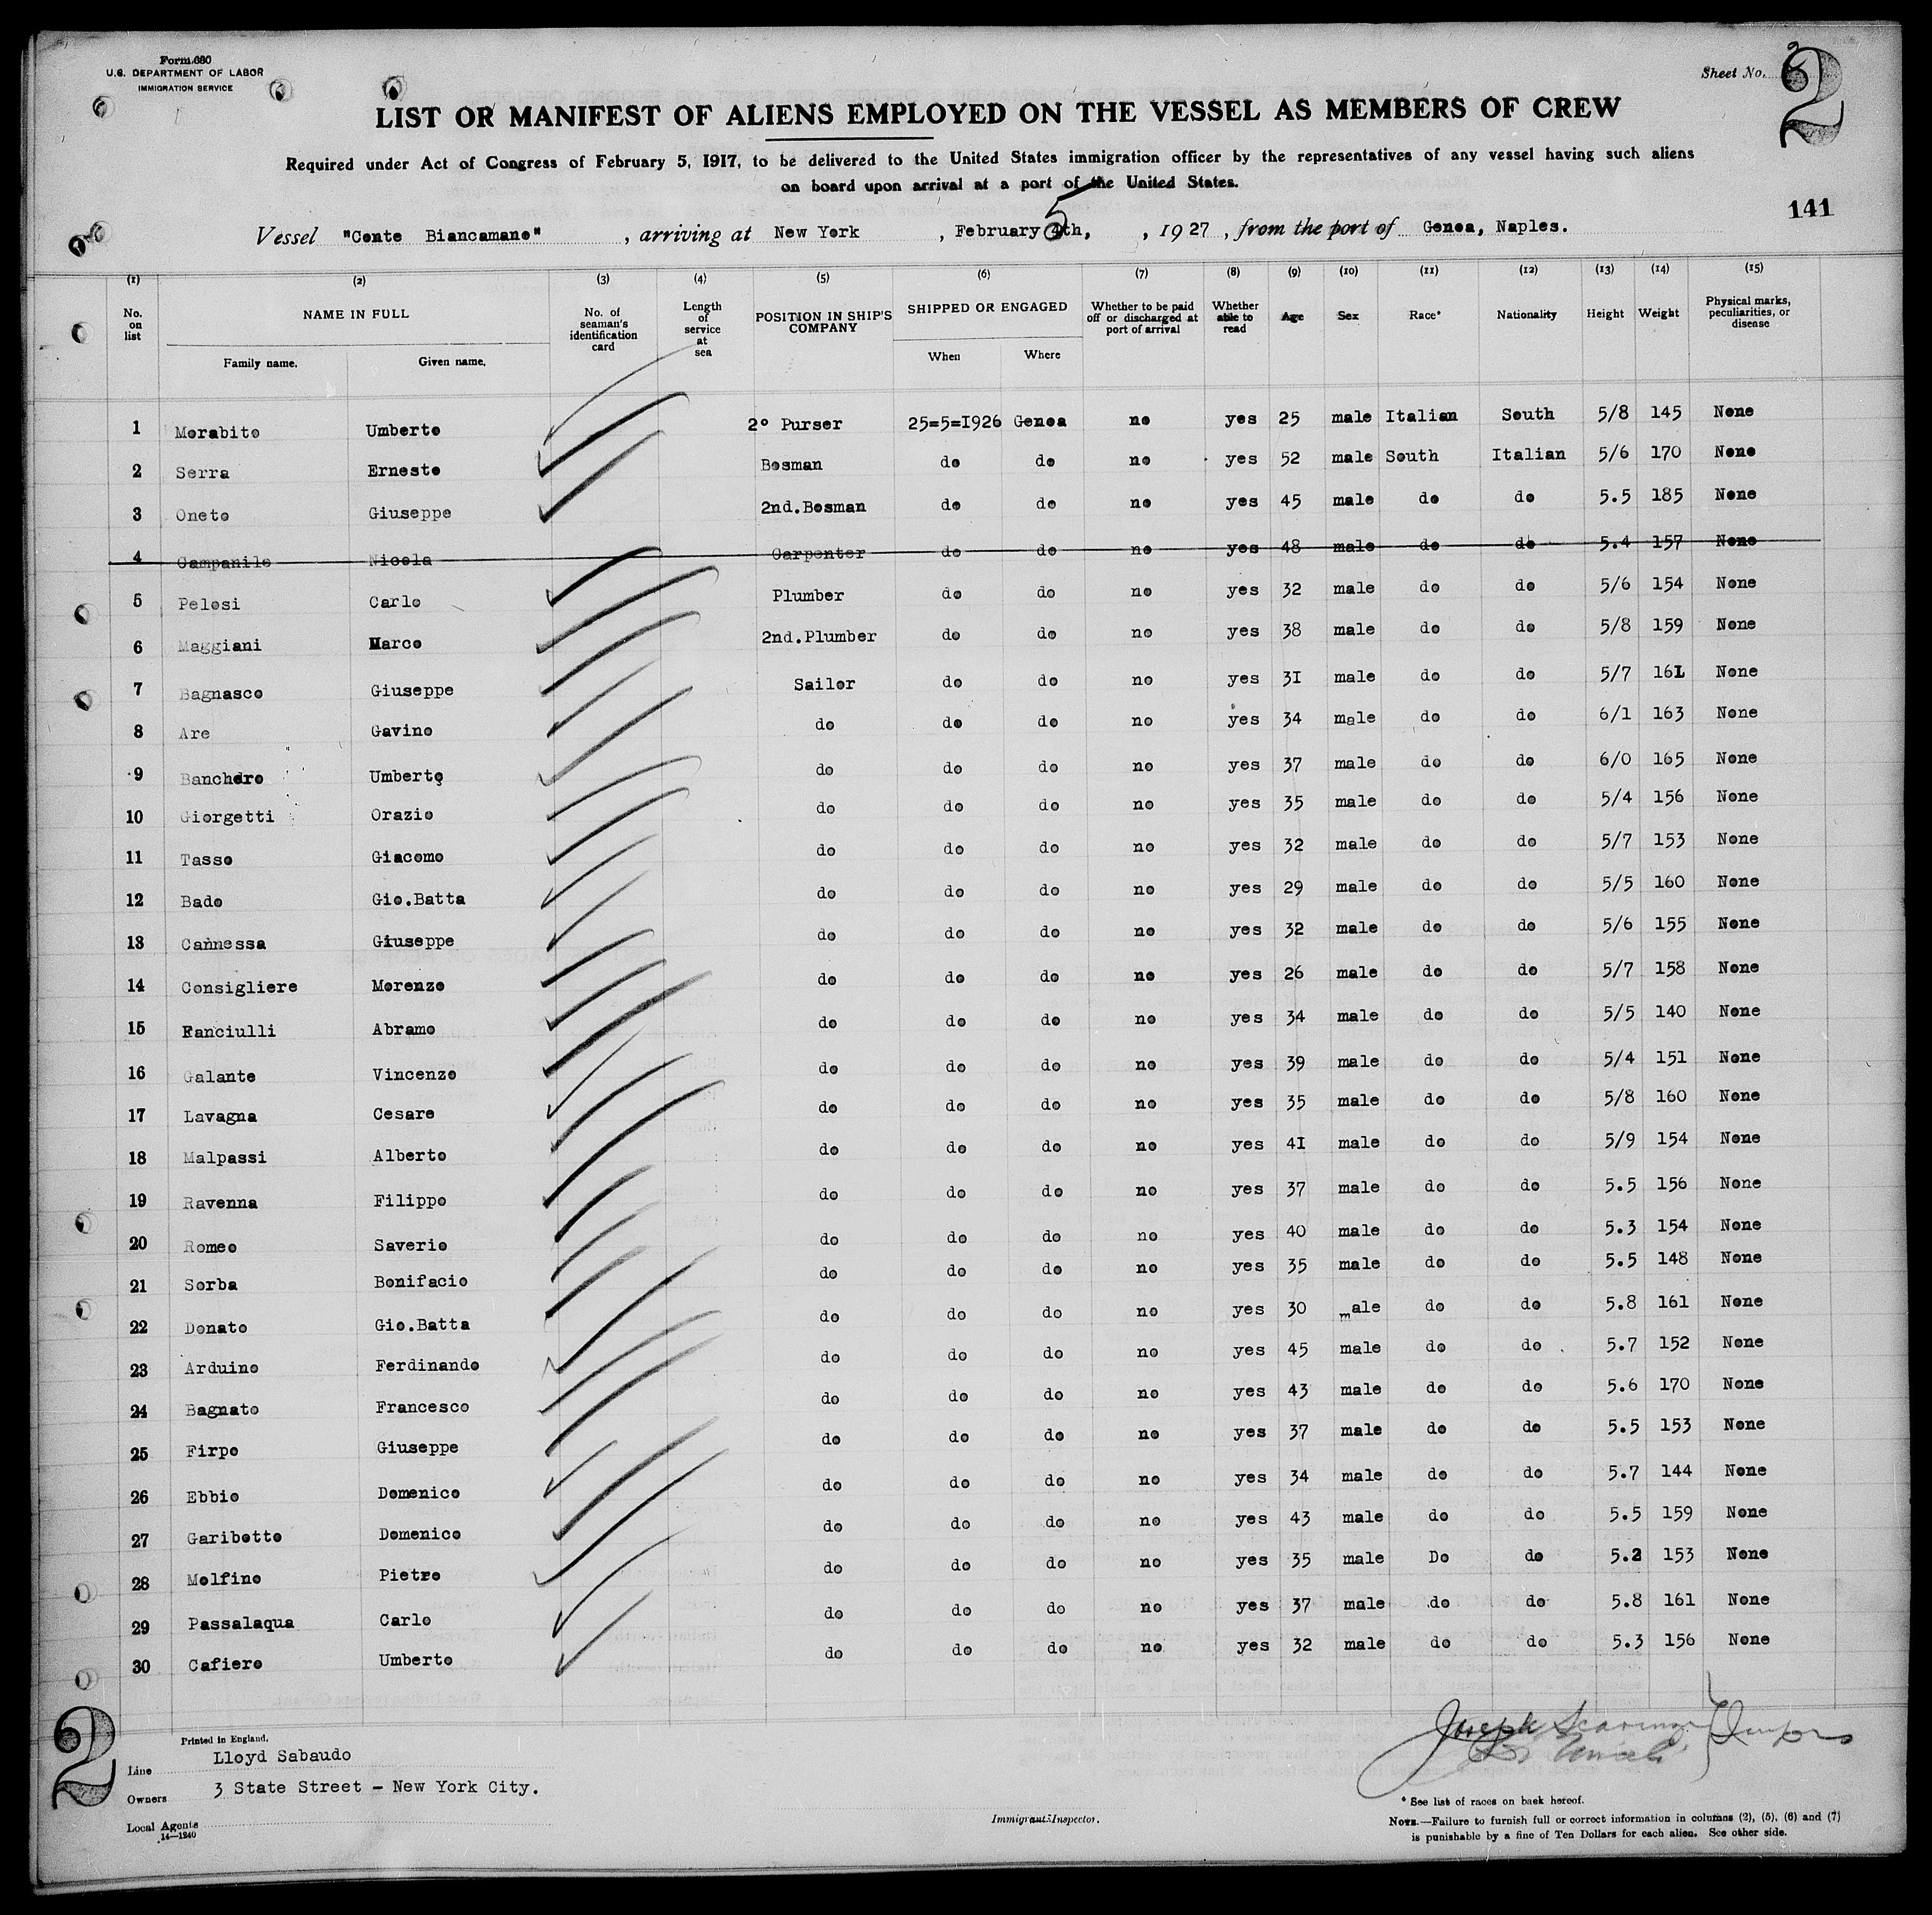 Form 680
U.S. DEPARTMENT OF LABOR
IMMIGRATION SERVICE
Sheet No. 2
2
LIST OR MANIFEST OF ALIENS EMPLOYED ON THE VESSEL AS MEMBERS OF CREW
Required under Act of Congress of February 5, 1917, to be delivered to the United States immigration officer by the representatives of any vessel having such aliens
on board upon arrival at a port of the United States.
141
Vessel "Conte Biancamano" , arriving at New York , February 5 4th, , 1927 , from the port of Genoa, Naples.
(1) (2) (3) (4) (5) (6) (7) (8) (9) (10) (11) (12) (13) (14) (15)
No. on list NAME IN FULL Family name. Given name. No. of seaman's identification card Length of service at sea POSITION IN SHIP'S COMPANY SHIPPED OR ENGAGED When Where Whether to be paid off or discharged at port of arrival Whether able to read Age Sex Race* Nationality Height Weight Physical marks, peculiarities, or disease
1 Morabito Umberto 2º Purser 25=5=1926 Genoa no yes 25 male Italian South 5/8 145 None
2 Serra Ernesto Bosman do do no yes 52 male South Italian 5/6 170 None
3 Oneto Giuseppe 2nd.Bosman do do no yes 45 male do do 5.5 185 None
4 Campanile Nicola Carpenter do do no yes 48 male do do 5.4 157 None
5 Pelosi Carlo Plumber do do no yes 32 male do do 5/6 154 None
6 Maggiani Marco 2nd.Plumber do do no yes 38 male do do 5/8 159 None
7 Bagnasco Giuseppe Sailor do do no yes 31 male do do 5/7 161 None
8 Are Gavino do do do no yes 34 male do do 6/1 163 None
9 Banchero Umberto do do do no yes 37 male do do 6/0 165 None
10 Giorgetti Orazio do do do no yes 35 male do do 5/4 156 None
11 Tasso Giacomo do do do no yes 32 male do do 5/7 153 None
12 Bado Gio.Batta do do do no yes 29 male do do 5/5 160 None
13 Cannessa Giuseppe do do do no yes 32 male do do 5/6 155 None
14 Consigliere Morenzo do do do no yes 26 male do do 5/7 158 None
15 Fanciulli Abramo do do do no yes 34 male do do 5/5 140 None
16 Galante Vincenzo do do do no yes 39 male do do 5/4 151 None
17 Lavagna Cesare do do do no yes 35 male do do 5/8 160 None
18 Malpassi Alberto do do do no yes 41 male do do 5/9 154 None
19 Ravenna Filippo do do do no yes 37 male do do 5.5 156 None
20 Romeo Saverio do do do no yes 40 male do do 5.3 154 None
21 Sorba Bonifacio do do do no yes 35 male do do 5.5 148 None
22 Donato Gio.Batta do do do no yes 30 male do do 5.8 161 None
23 Arduino Ferdinando do do do no yes 45 male do do 5.7 152 None
24 Bagnato Francesco do do do no yes 43 male do do 5.6 170 None
25 Firpo Giuseppe do do do no yes 37 male do do 5.5 153 None
26 Ebbio Domenico do do do no yes 34 male do do 5.7 144 None
27 Garibotto Domenico do do do no yes 43 male do do 5.5 159 None
28 Molfino Pietro do do do no yes 35 male Do do 5.2 153 None
29 Passalaqua Carlo do do do no yes 37 male do do 5.8 161 None
30 Cafiero Umberto do do do no yes 32 male do do 5.3 156 None
2
Printed in England.
Line Lloyd Sabaudo
Owners 3 State Street - New York City.
Local Agents
14—1240
Joseph
Immigrant Inspector.
* See list of races on back hereof.
NOTE.—Failure to furnish full or correct information in columns (2), (5), (6) and (7)
is punishable by a fine of Ten Dollars for each alien. See other side.